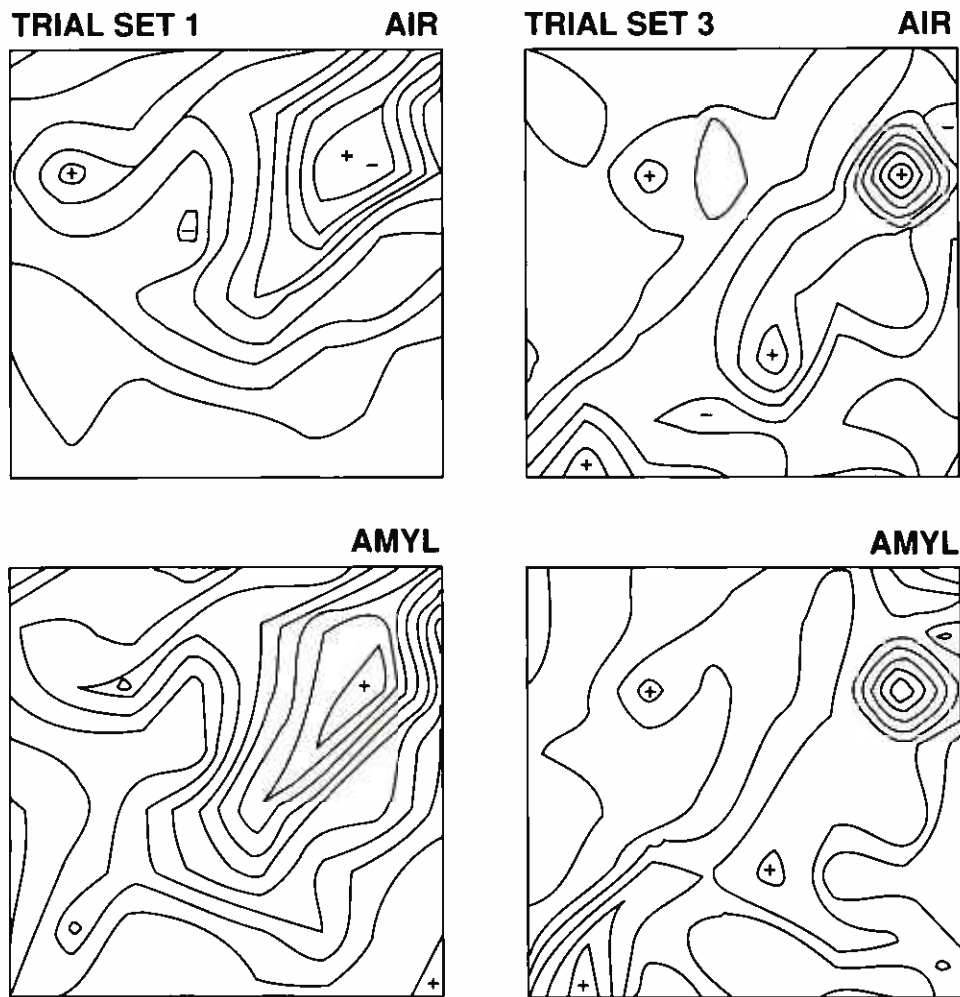 TRIAL SET 1 AIR
TRIAL SET 3 AIR
+ + -
-
+ + -
+
-
+
AMYL
AMYL
+
+
+
+
+